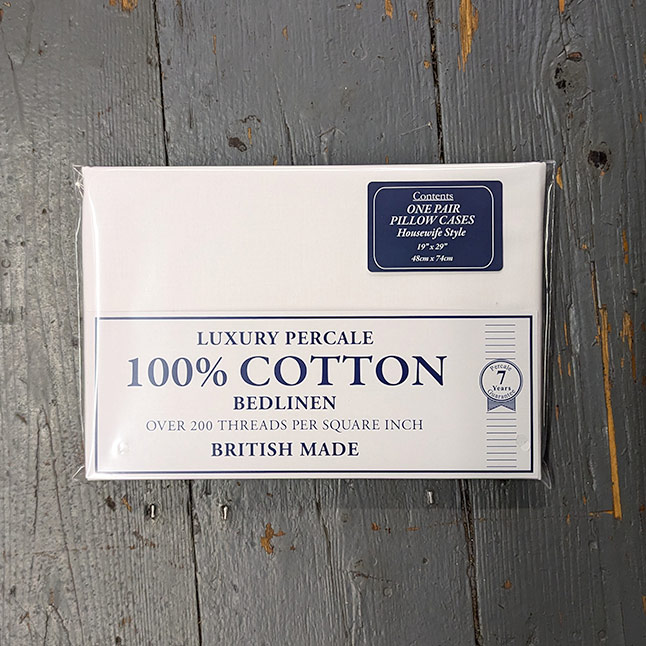 Contents
ONE PAIR
PILLOW CASES
Housewife Style
19" x 29"
48cm x 74cm
LUXURY PERCALE
100% COTTON
BEDLINEN
OVER 200 THREADS PER SQUARE INCH
BRITISH MADE
Percale
7
Years
Guarantee